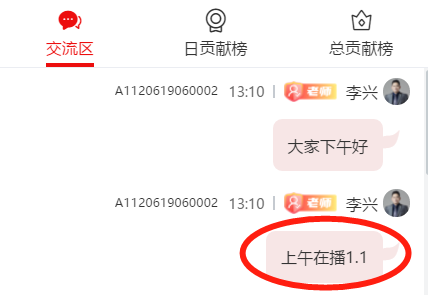 交流区 日贡献榜 总贡献榜
A1120619060002 13:10 | 老师 李兴
大家下午好
A1120619060002 13:10 | 老师 李兴
上午在播1.1